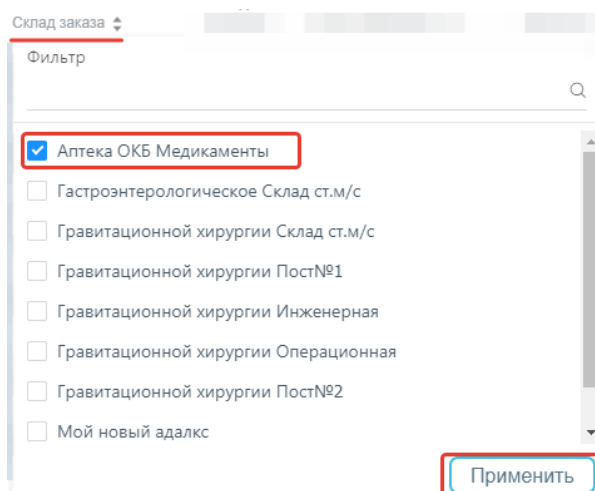 Склад заказа
Фильтр
Аптека ОКБ Медикаменты
Гастроэнтерологическое Склад ст.м/с
Гравитационной хирургии Склад ст.м/с
Гравитационной хирургии Пост№1
Гравитационной хирургии Инженерная
Гравитационной хирургии Операционная
Гравитационной хирургии Пост№2
Мой новый адалкс
Применить